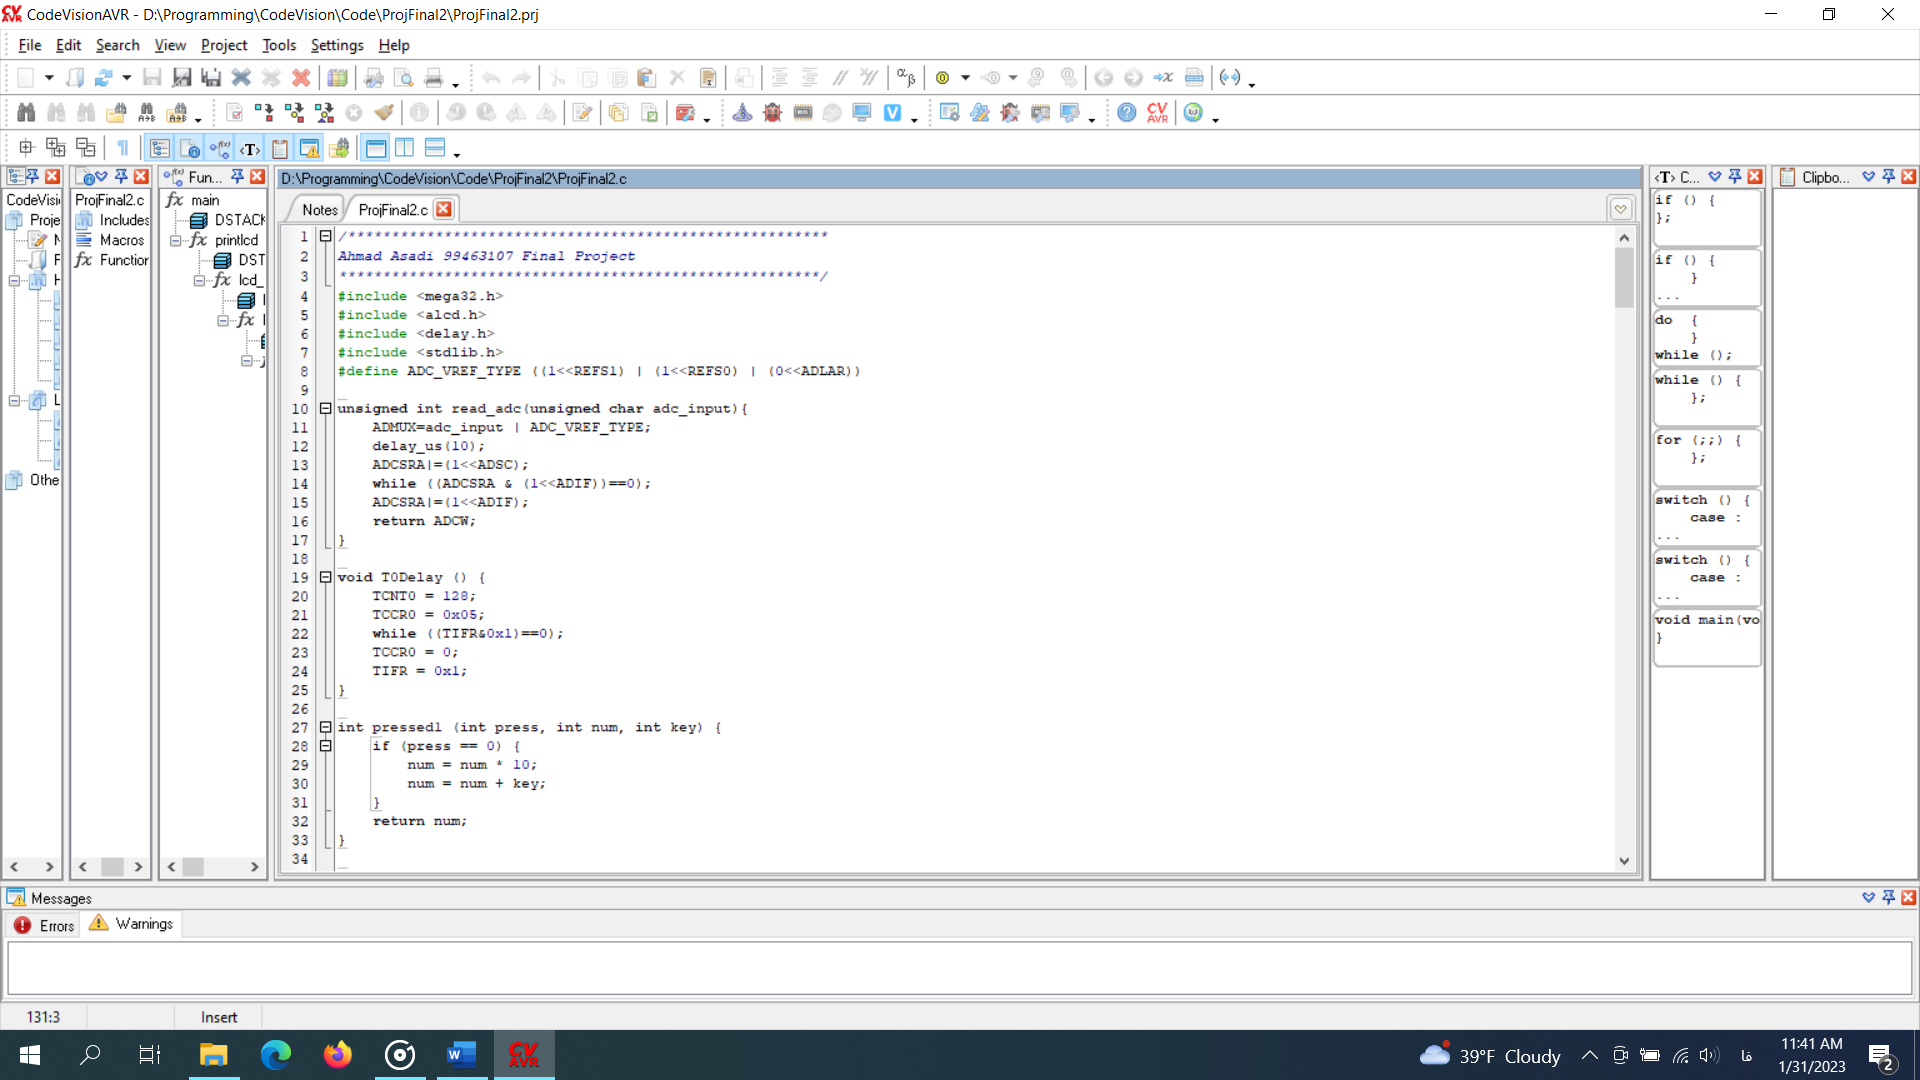 CodeVisionAVR - D:\Programming\CodeVision\Code\ProjFinal2\ProjFinal2.prj
File Edit Search View Project Tools Settings Help
Fun...
D:\Programming\CodeVision\Code\ProjFinal2\ProjFinal2.c
<T> C...
Clipbo...
CodeVisi
Proje
Othe
ProjFinal2.c
Includes
Macros
Function
main
DSTACK
printlcd
DST
lcd_
Notes
ProjFinal2.c
1 /*******************************************************
2 Ahmad Asadi 99463107 Final Project
3 *******************************************************/
4 #include <mega32.h>
5 #include <alcd.h>
6 #include <delay.h>
7 #include <stdlib.h>
8 #define ADC_VREF_TYPE ((1<<REFS1) | (1<<REFS0) | (0<<ADLAR))
9
10 unsigned int read_adc(unsigned char adc_input){
11     ADMUX=adc_input | ADC_VREF_TYPE;
12     delay_us(10);
13     ADCSRA|=(1<<ADSC);
14     while ((ADCSRA & (1<<ADIF))==0);
15     ADCSRA|=(1<<ADIF);
16     return ADCW;
17 }
18
19 void T0Delay () {
20     TCNT0 = 128;
21     TCCR0 = 0x05;
22     while ((TIFR&0x1)==0);
23     TCCR0 = 0;
24     TIFR = 0x1;
25 }
26
27 int pressed1 (int press, int num, int key) {
28     if (press == 0) {
29         num = num * 10;
30         num = num + key;
31     }
32     return num;
33 }
34
if () {
};
if () {
}
...
do {
}
while ();
while () {
};
for (;;) {
};
switch () {
case :
...
switch () {
case :
...
void main(vo
}
Messages
Errors
Warnings
131:3
Insert
39°F Cloudy
فا
11:41 AM
1/31/2023
2